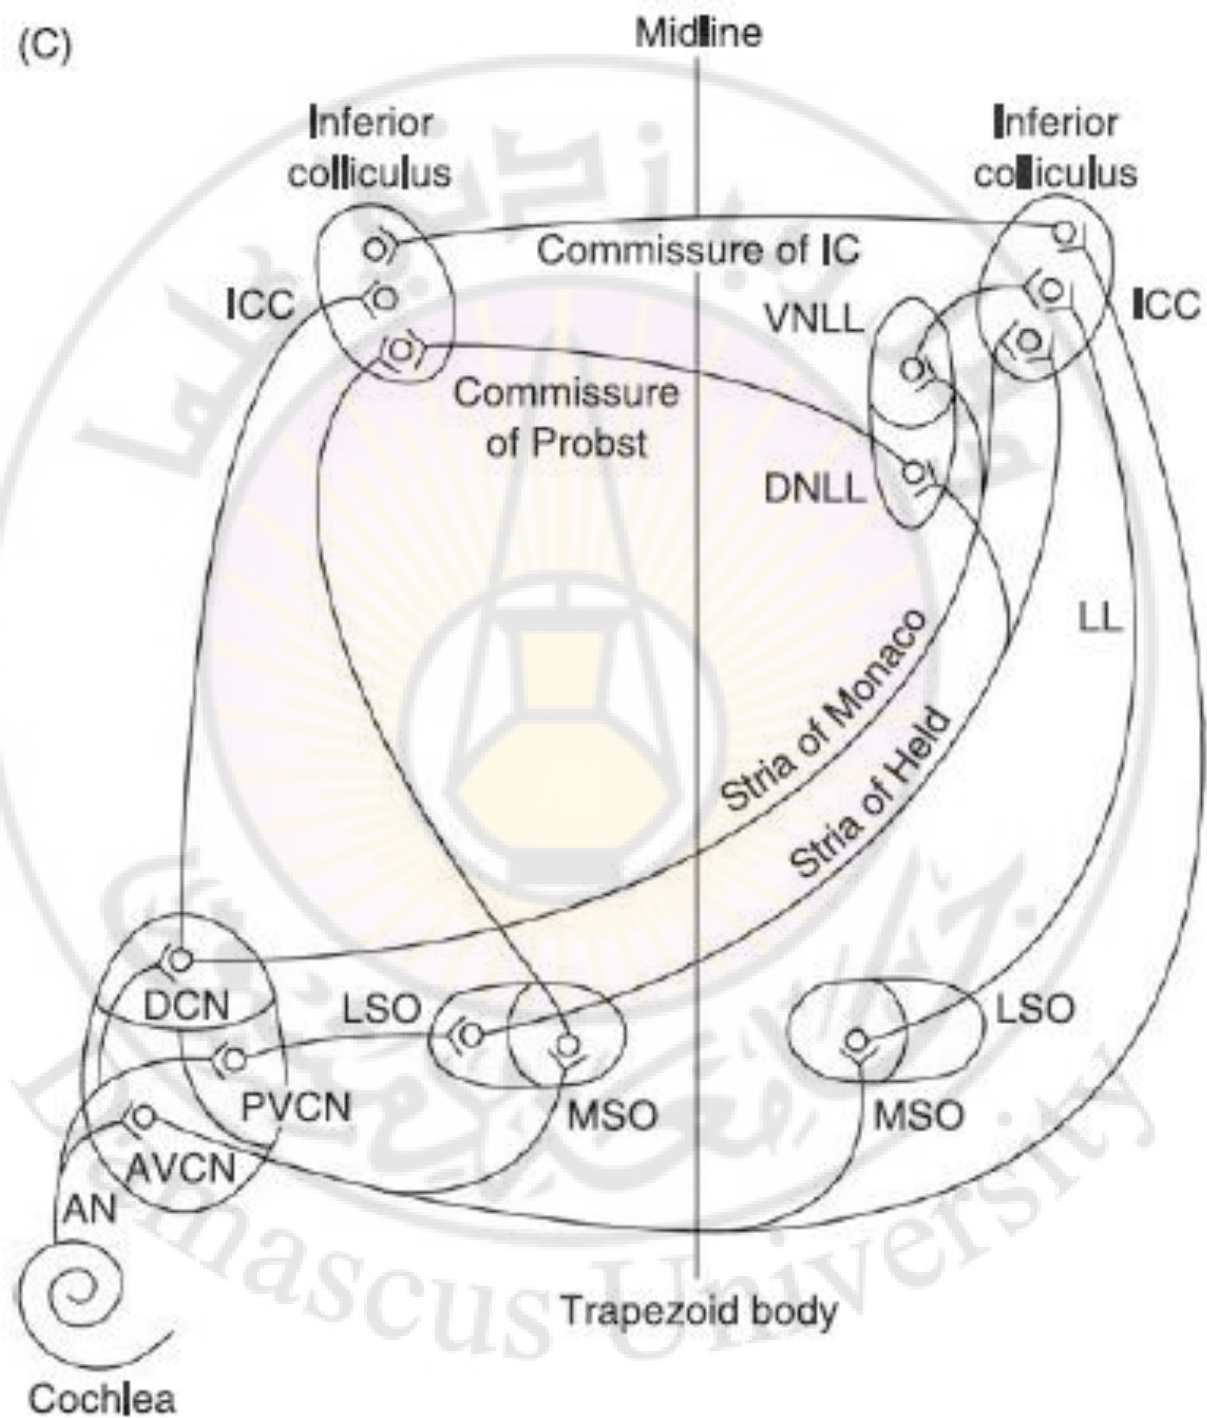 (C)
Midline
Inferior
colliculus
Inferior
colliculus
Commissure of IC
ICC
VNLL
ICC
Commissure
of Probst
DNLL
LL
Stria of Monaco
Stria of Held
DCN
LSO
LSO
PVCN
MSO
MSO
AVCN
AN
Trapezoid body
Cochlea
Damascus University